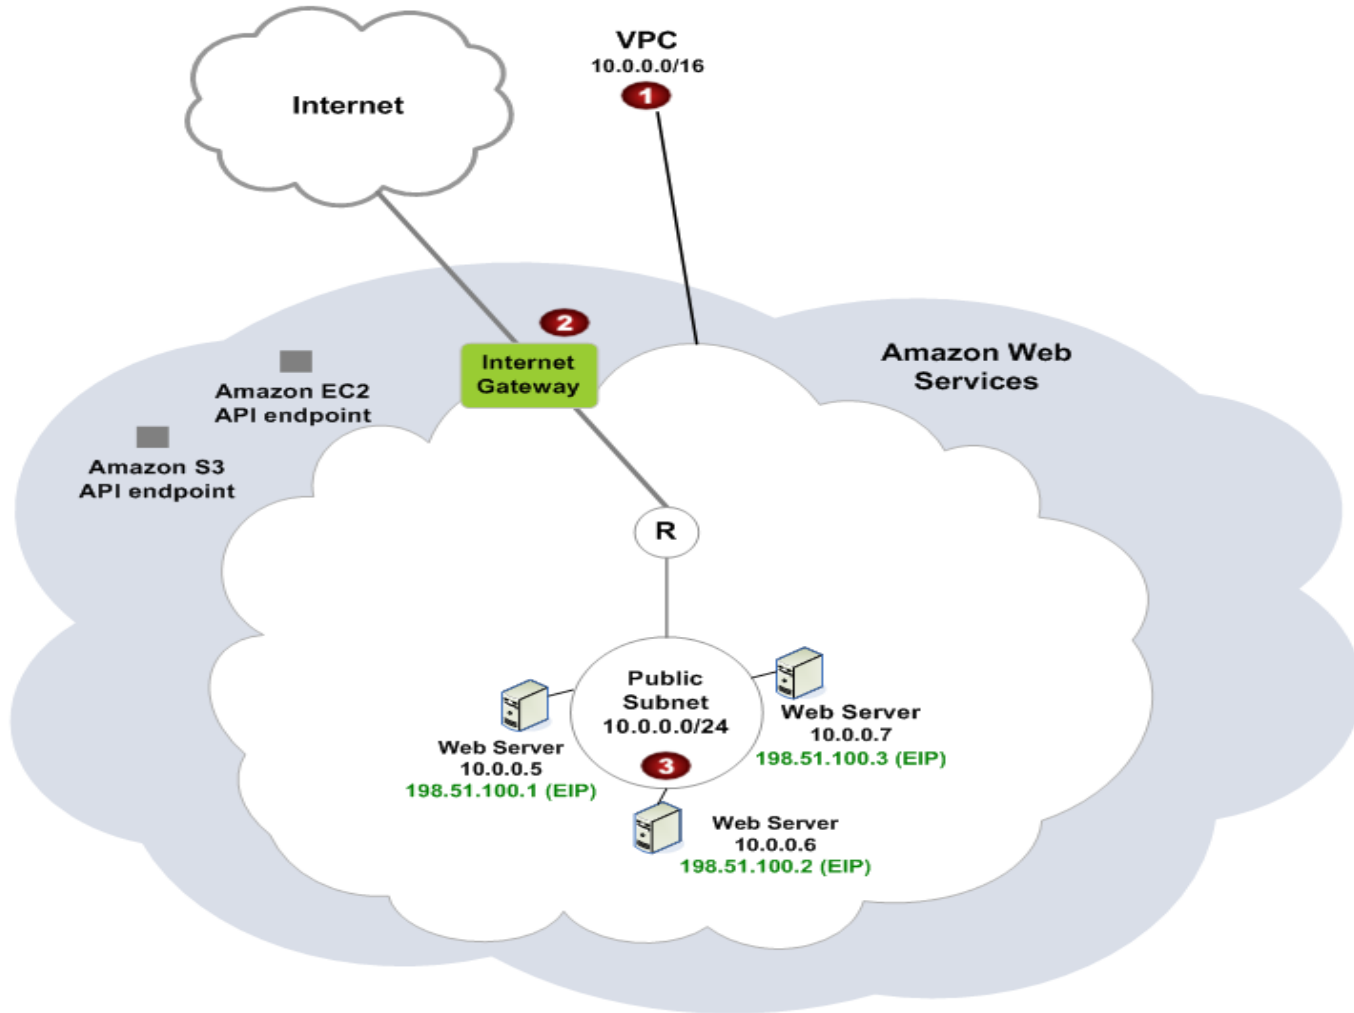 VPC
10.0.0.0/16
1
Internet
2
Internet
Gateway
Amazon Web
Services
Amazon EC2
API endpoint
Amazon S3
API endpoint
R
Public
Subnet
10.0.0.0/24
3
Web Server
10.0.0.7
198.51.100.3 (EIP)
Web Server
10.0.0.5
198.51.100.1 (EIP)
Web Server
10.0.0.6
198.51.100.2 (EIP)